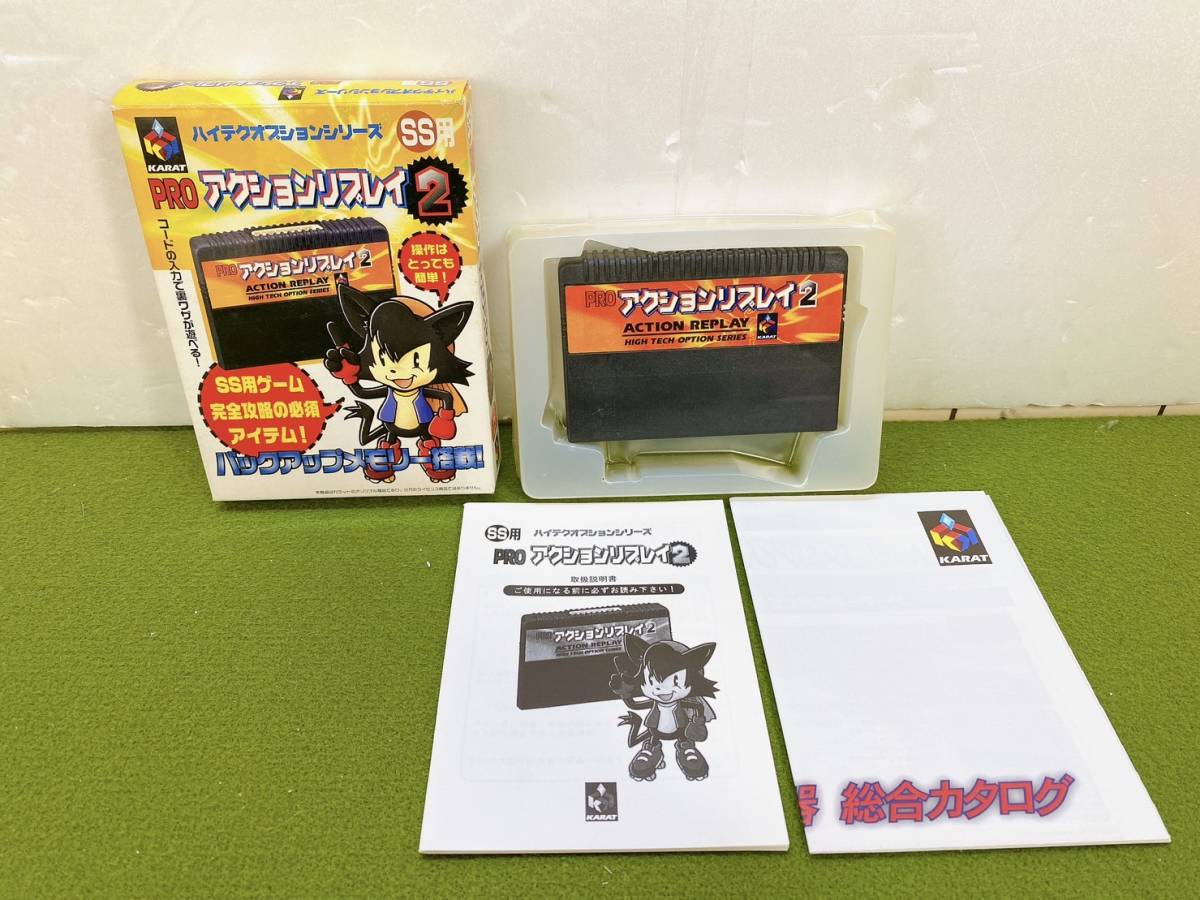 ハイテクオプションシリーズ
SS用
KARAT
PRO アクションリプレイ 2
コードの入力で裏ワザが遊べる!
操作は
とっても
簡単!
PRO アクションリプレイ 2
ACTION REPLAY
HIGH TECH OPTION SERIES
SS用ゲーム
完全攻略の必須
アイテム!
バックアップメモリー搭載!
PRO アクションリプレイ 2
ACTION REPLAY
HIGH TECH OPTION SERIES
KARAT
SS用 ハイテクオプションシリーズ
PRO アクションリプレイ 2
取扱説明書
ご使用になる前に必ずお読み下さい!
PRO アクションリプレイ 2
ACTION REPLAY
HIGH TECH OPTION SERIES
KARAT
KARAT
器 総合カタログ